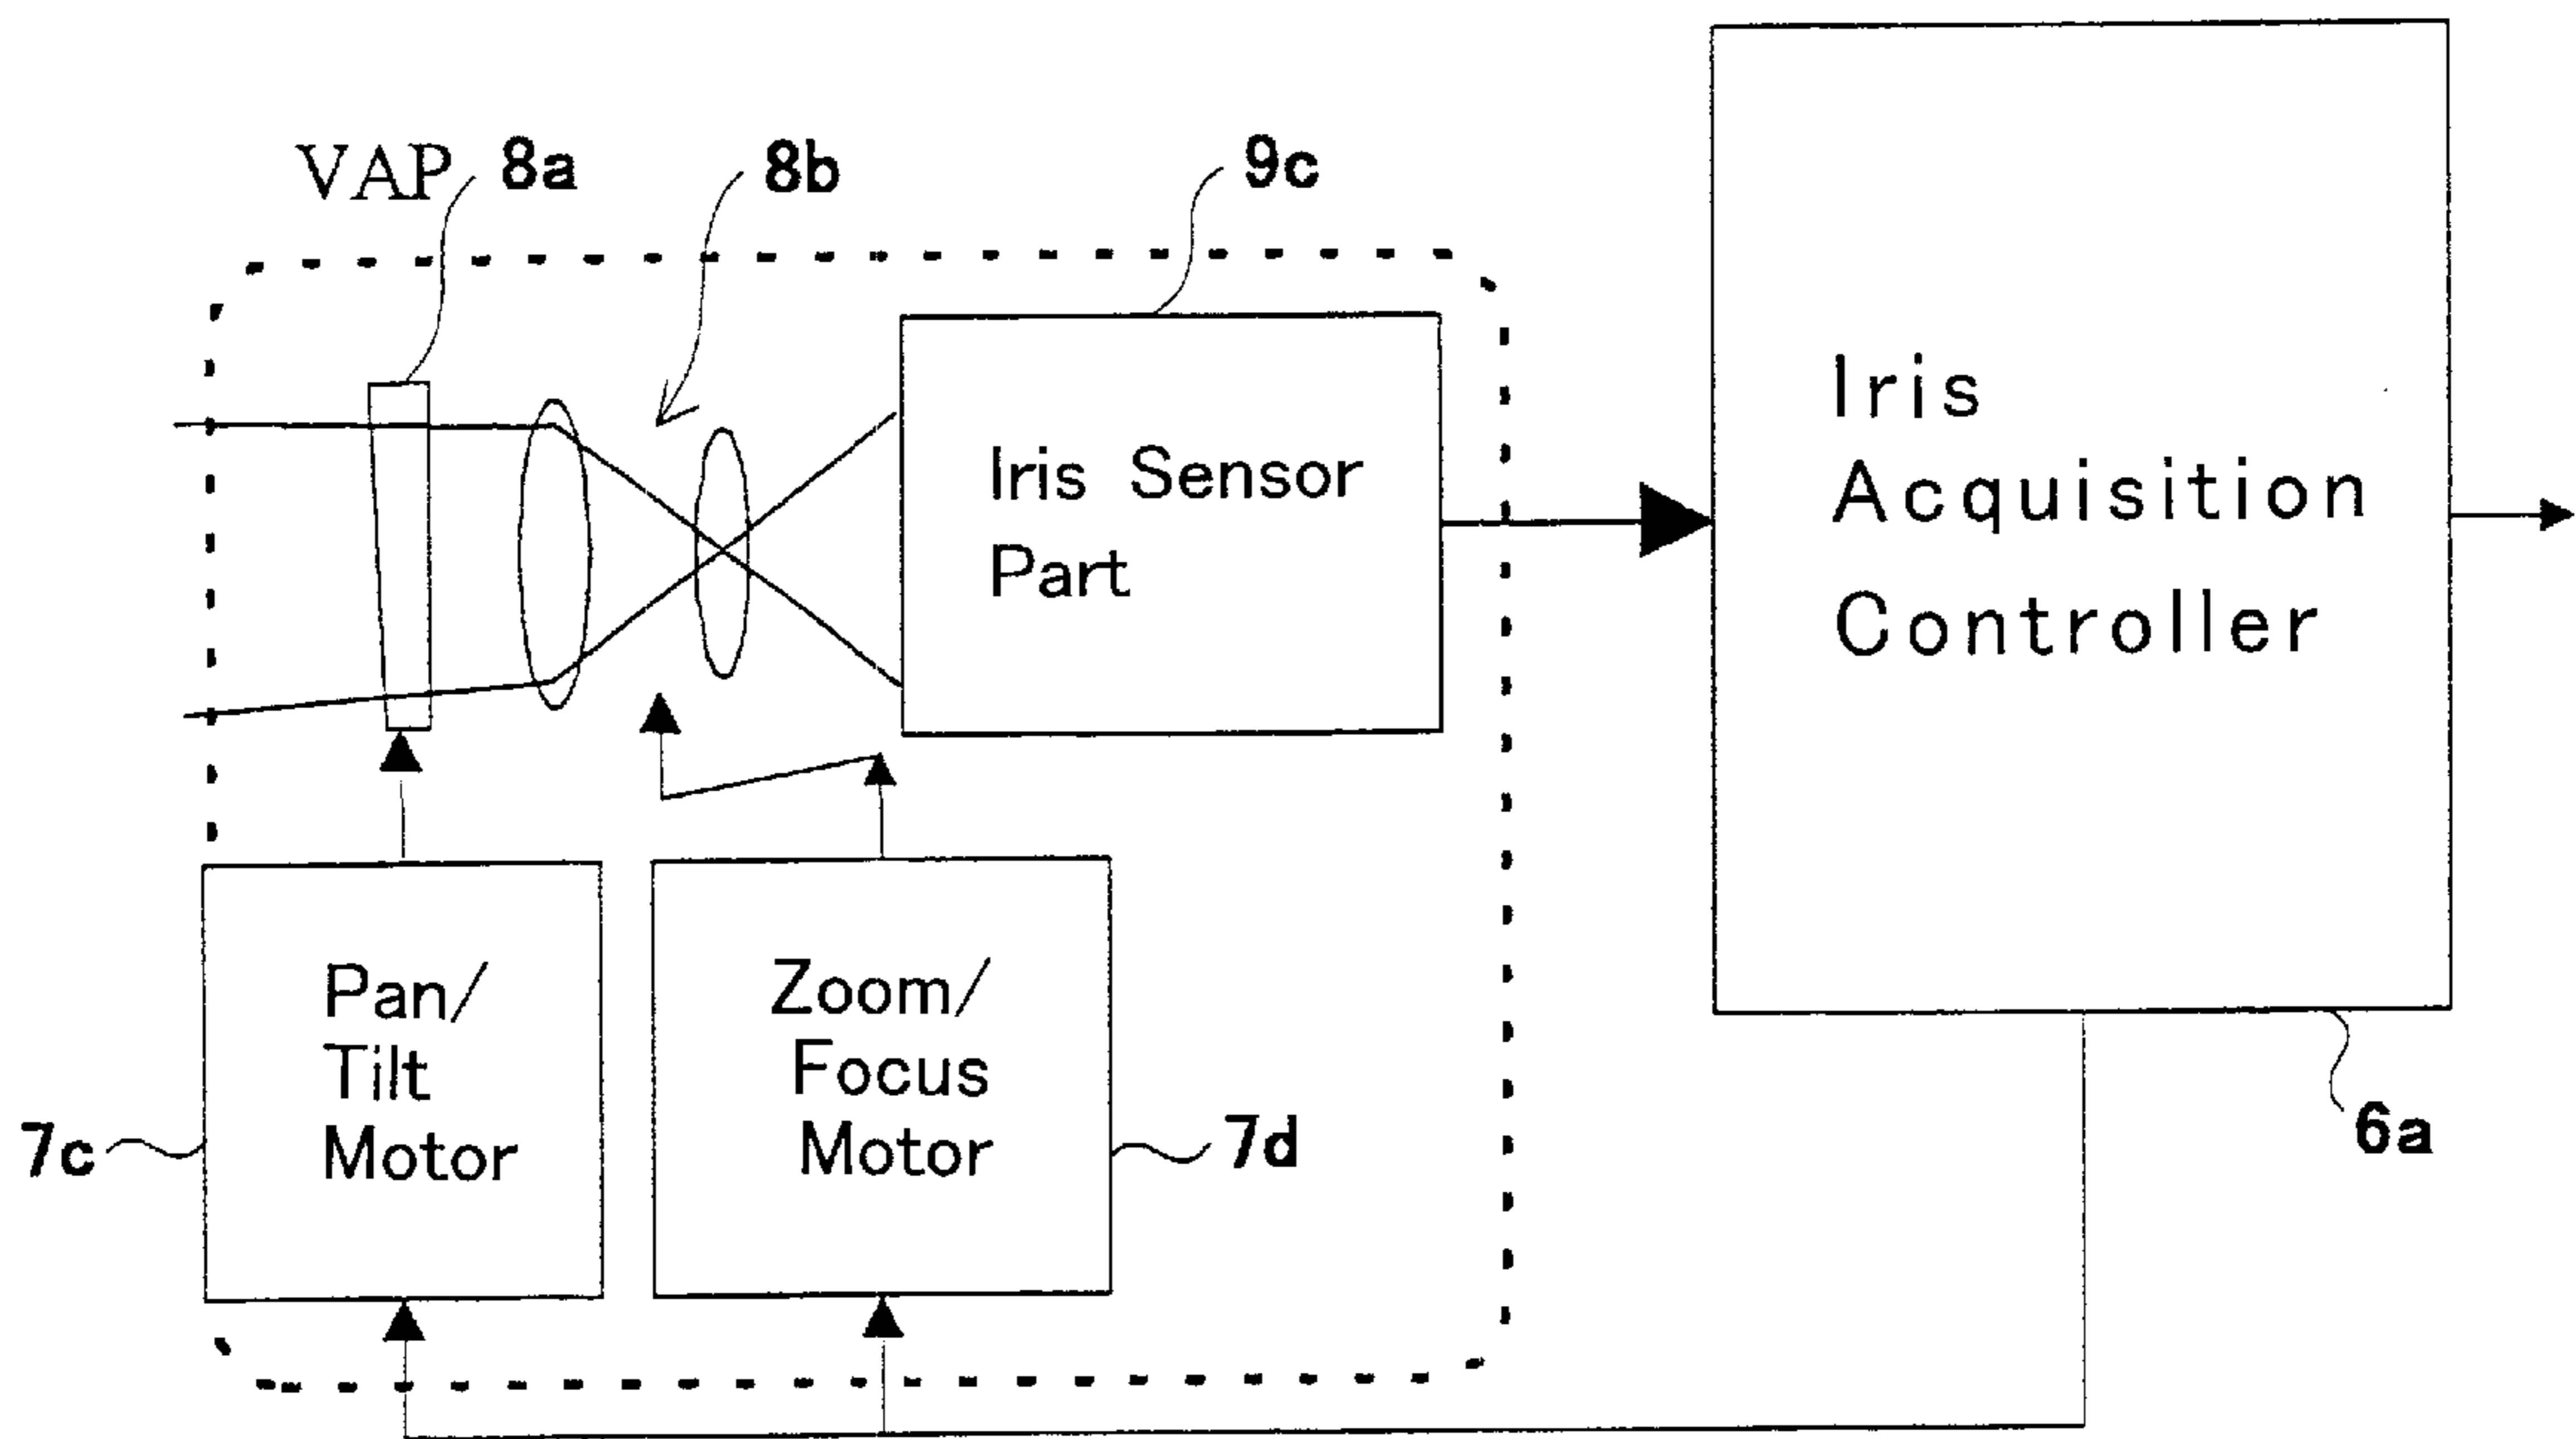 VAP 8a 8b 9c
Iris Sensor
Part
Iris
Acquisition
Controller
Pan/
Tilt
Motor
7c
Zoom/
Focus
Motor
7d
6a